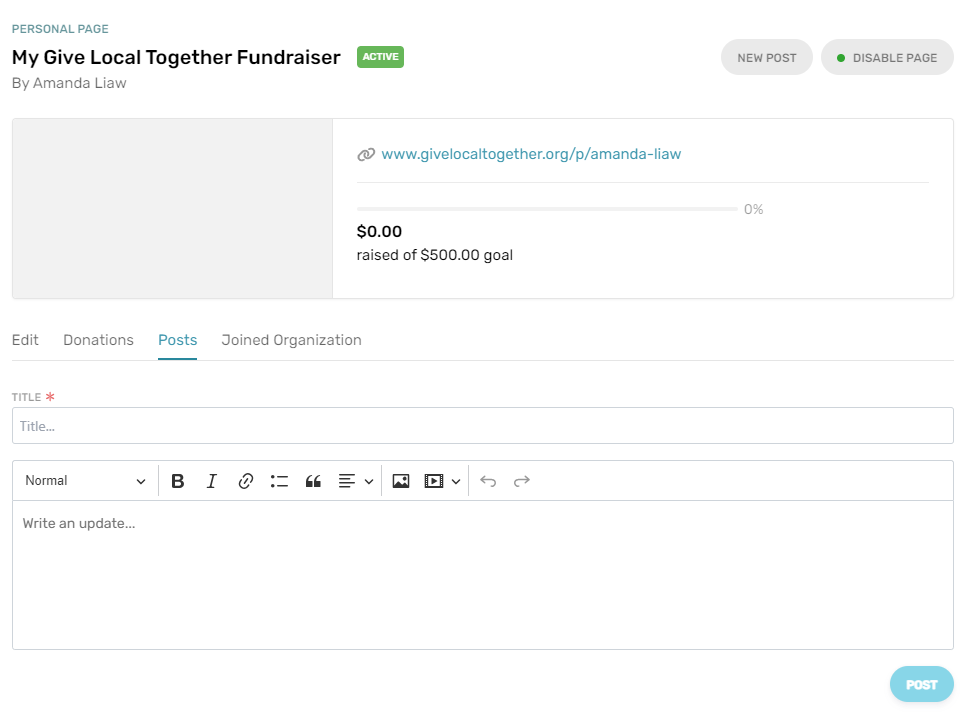 PERSONAL PAGE
My Give Local Together Fundraiser ACTIVE
NEW POST DISABLE PAGE
By Amanda Liaw
www.givelocaltogether.org/p/amanda-liaw
0%
$0.00
raised of $500.00 goal
Edit Donations Posts Joined Organization
TITLE *
Title...
Normal B I
Write an update...
POST